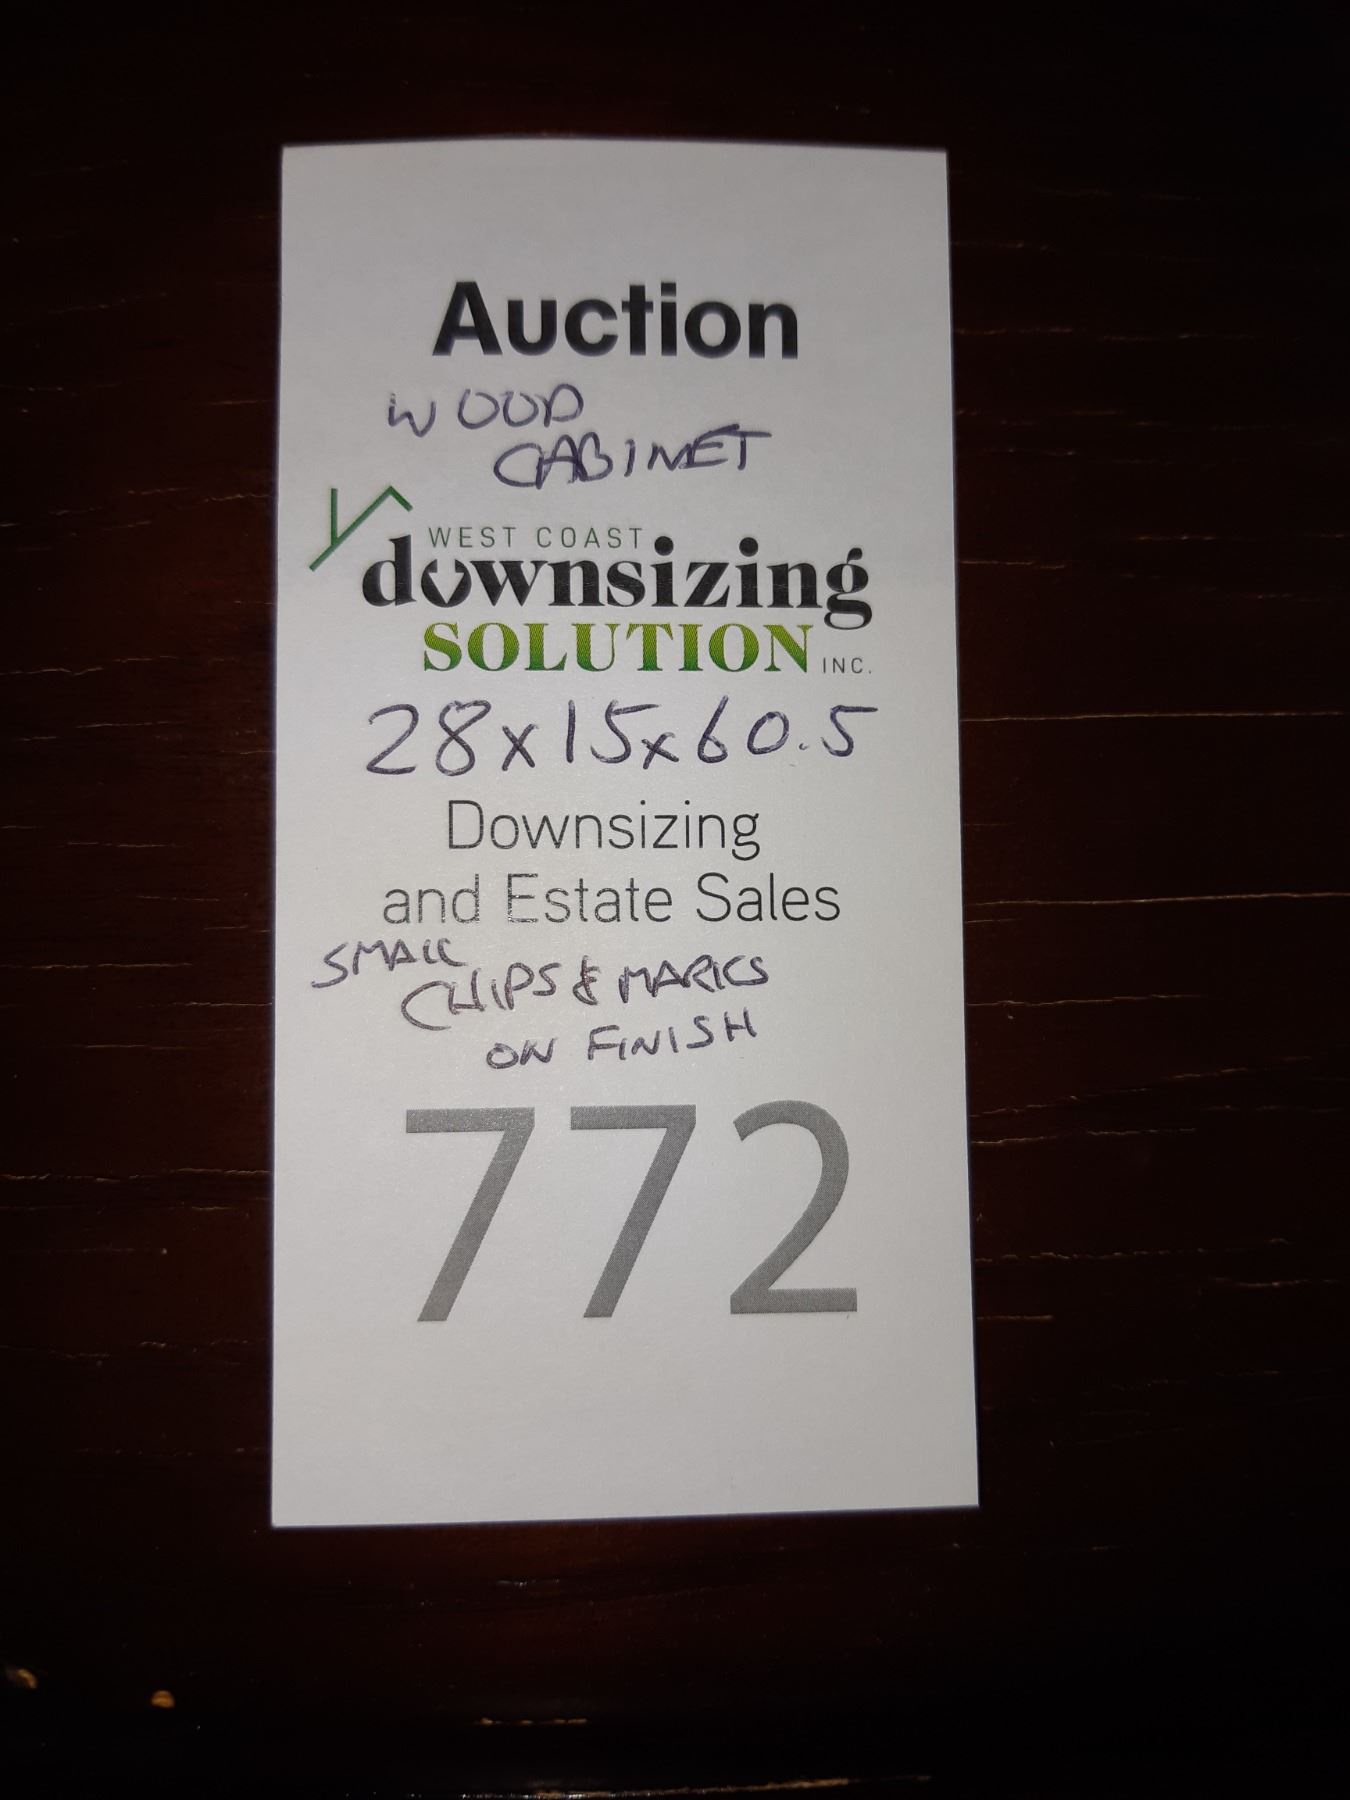 Auction
WOOD
CABINET
WEST COAST
downsizing
SOLUTION INC.
28x15x60.5
Downsizing
and Estate Sales
SMALL
CHIPS & MARKS
ON FINISH
772